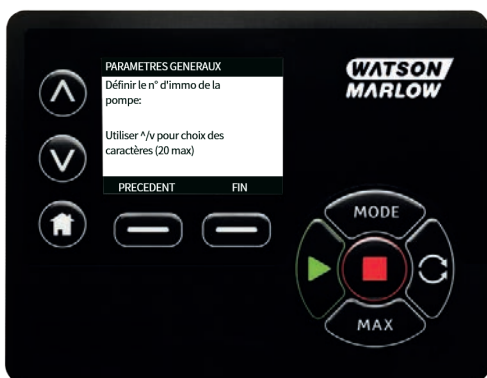 PARAMETRES GENERAUX
Définir le n° d'immo de la
pompe:
Utiliser ^/v pour choix des
caractères (20 max)
PRECEDENT FIN
WATSON
MARLOW
MODE
MAX